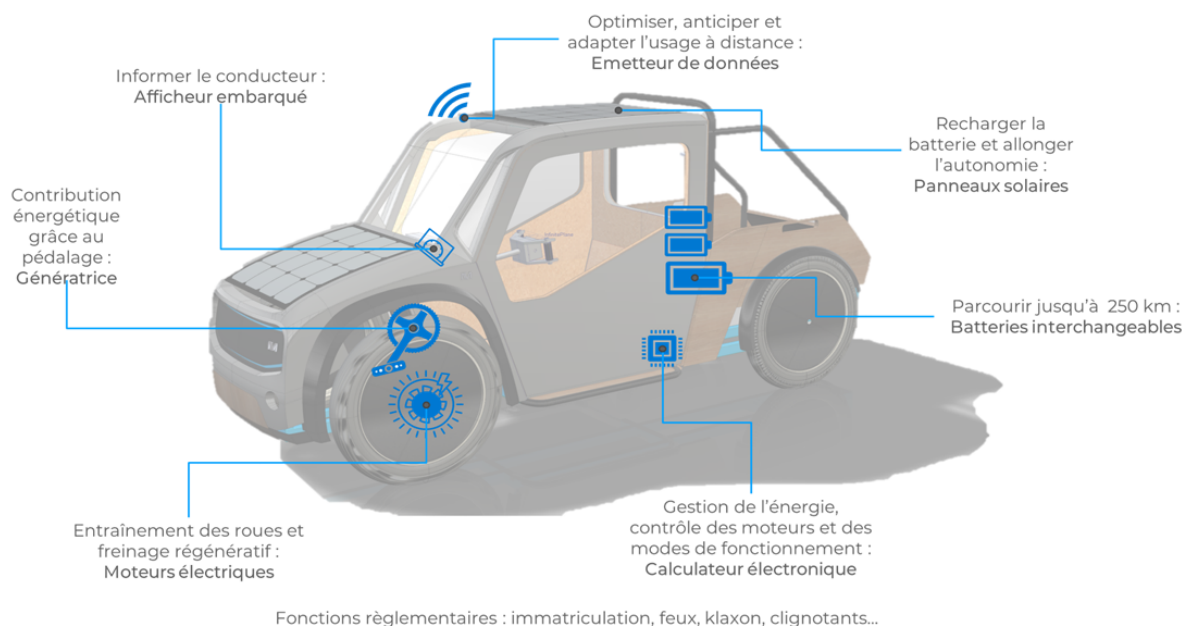 Optimiser, anticiper et
adapter l'usage à distance :
Emetteur de données
Informer le conducteur :
Afficheur embarqué
Recharger la
batterie et allonger
l'autonomie :
Panneaux solaires
Contribution
énergétique
grâce au
pédalage :
Génératrice
Parcourir jusqu'à 250 km :
Batteries interchangeables
Entraînement des roues et
freinage régénératif :
Moteurs électriques
Gestion de l'énergie,
contrôle des moteurs et des
modes de fonctionnement :
Calculateur électronique
Fonctions règlementaires : immatriculation, feux, klaxon, clignotants...